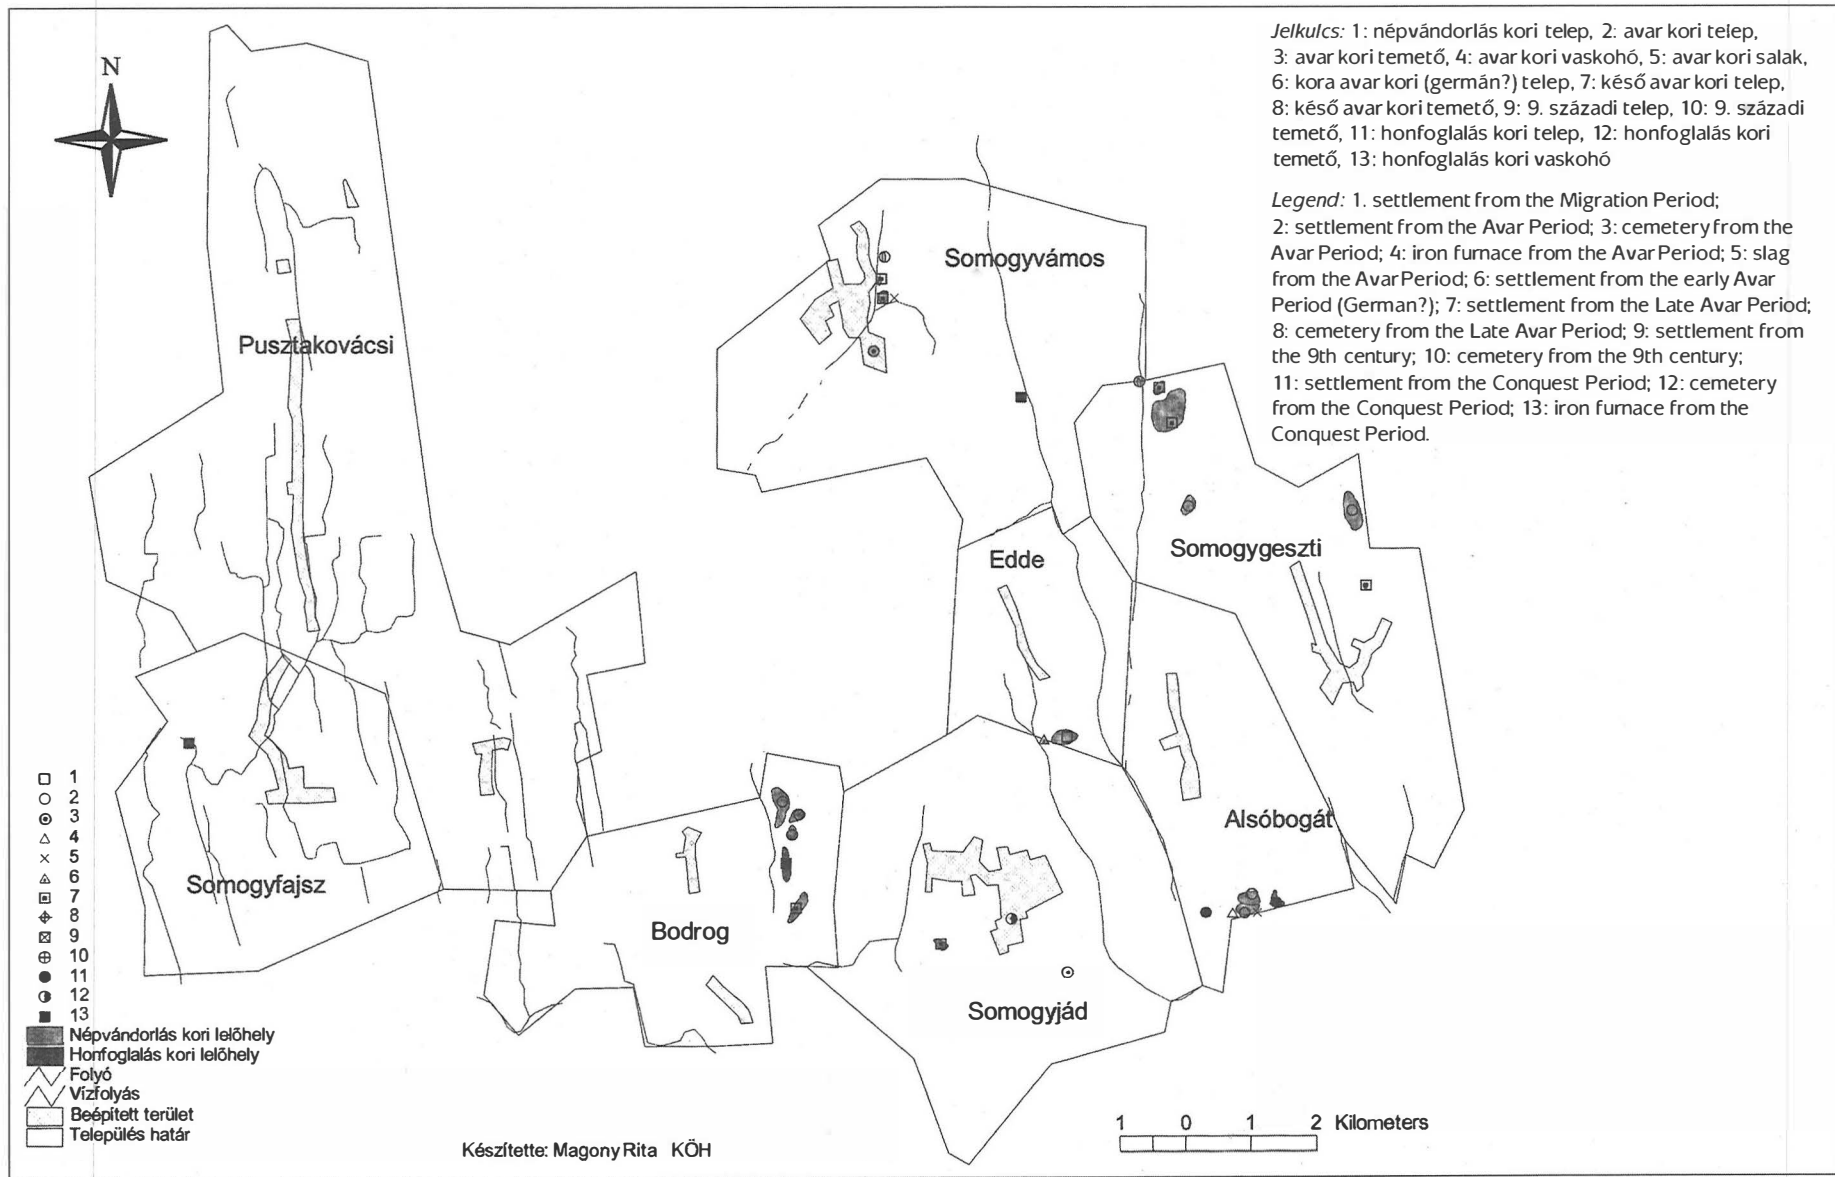 Jelkulcs: 1: népvándorlás kori telep, 2: avar kori telep,
3: avar kori temető, 4: avar kori vaskohó, 5: avar kori salak,
6: kora avar kori (germán?) telep, 7: késő avar kori telep,
8: késő avar kori temető, 9: 9. századi telep, 10: 9. századi
temető, 11: honfoglalás kori telep, 12: honfoglalás kori
temető, 13: honfoglalás kori vaskohó
Legend: 1. settlement from the Migration Period;
2: settlement from the Avar Period; 3: cemetery from the
Avar Period; 4: iron furnace from the Avar Period; 5: slag
from the Avar Period; 6: settlement from the early Avar
Period (German?); 7: settlement from the Late Avar Period;
8: cemetery from the Late Avar Period; 9: settlement from
the 9th century; 10: cemetery from the 9th century;
11: settlement from the Conquest Period; 12: cemetery
from the Conquest Period; 13: iron furnace from the
Conquest Period.
N
Somogyvámos
Pusztakovácsi
Somogygeszti
Edde
Alsóbogát
Somogyfajsz
Bodrog
Somogyjád
1
2
3
4
5
6
7
8
9
10
11
12
13
Népvándorlás kori lelőhely
Honfoglalás kori lelőhely
Folyó
Vízfolyás
Beépített terület
Település határ
Készítette: Magony Rita KÖH
1 0 1 2 Kilometers